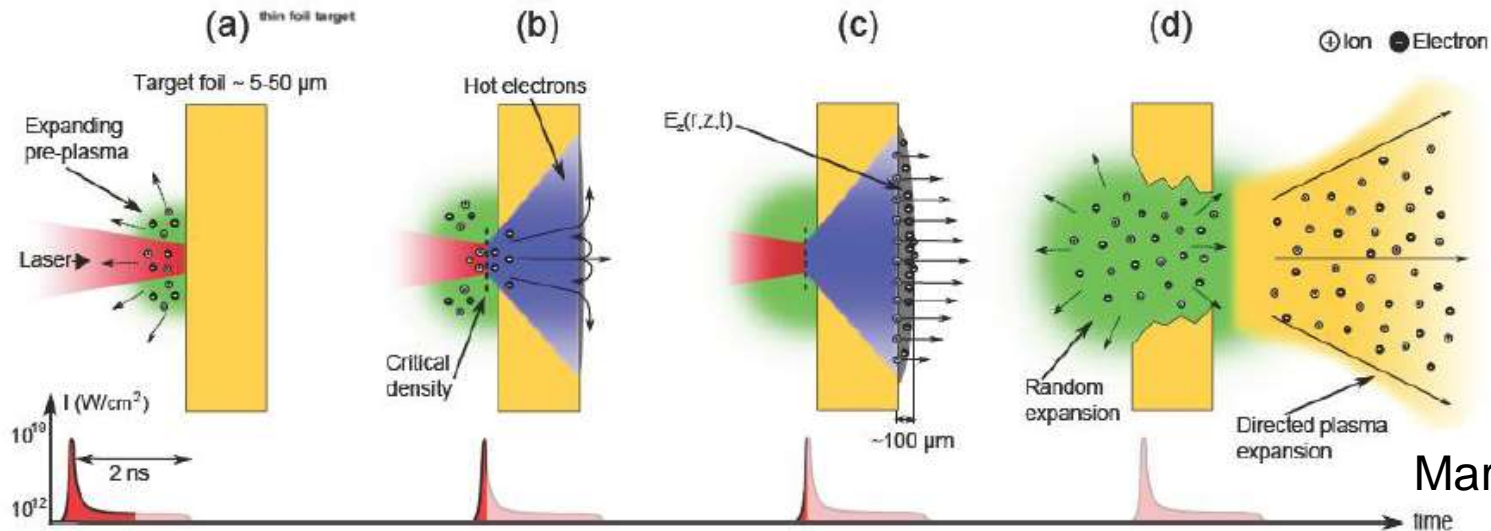 (a) thin foil target
(b)
(c)
(d)
⊕ Ion ⊖ Electron
Target foil ~ 5-50 µm
Hot electrons
Expanding
pre-plasma
E_z(r,z,t)
Laser
Critical
density
Random
expansion
~100 µm
Directed plasma
expansion
I (W/cm²)
10¹⁹
2 ns
10¹²
time
Mar